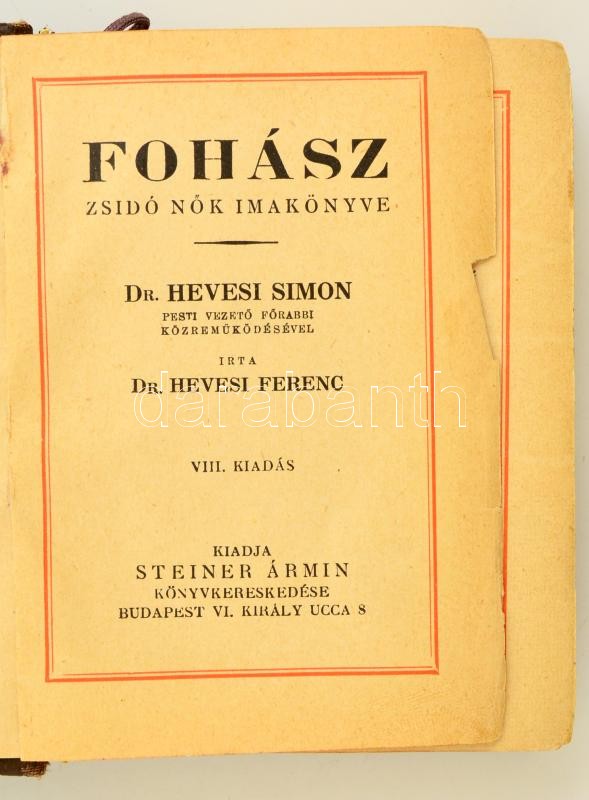 FOHÁSZ
ZSIDÓ NŐK IMAKÖNYVE
DR. HEVESI SIMON
PESTI VEZETŐ FŐRABBI
KÖZREMŰKÖDÉSÉVEL
IRTA
DR. HEVESI FERENC
darabanth
VIII. KIADÁS
KIADJA
STEINER ÁRMIN
KÖNYVKERESKEDÉSE
BUDAPEST VI. KIRÁLY UCCA 8